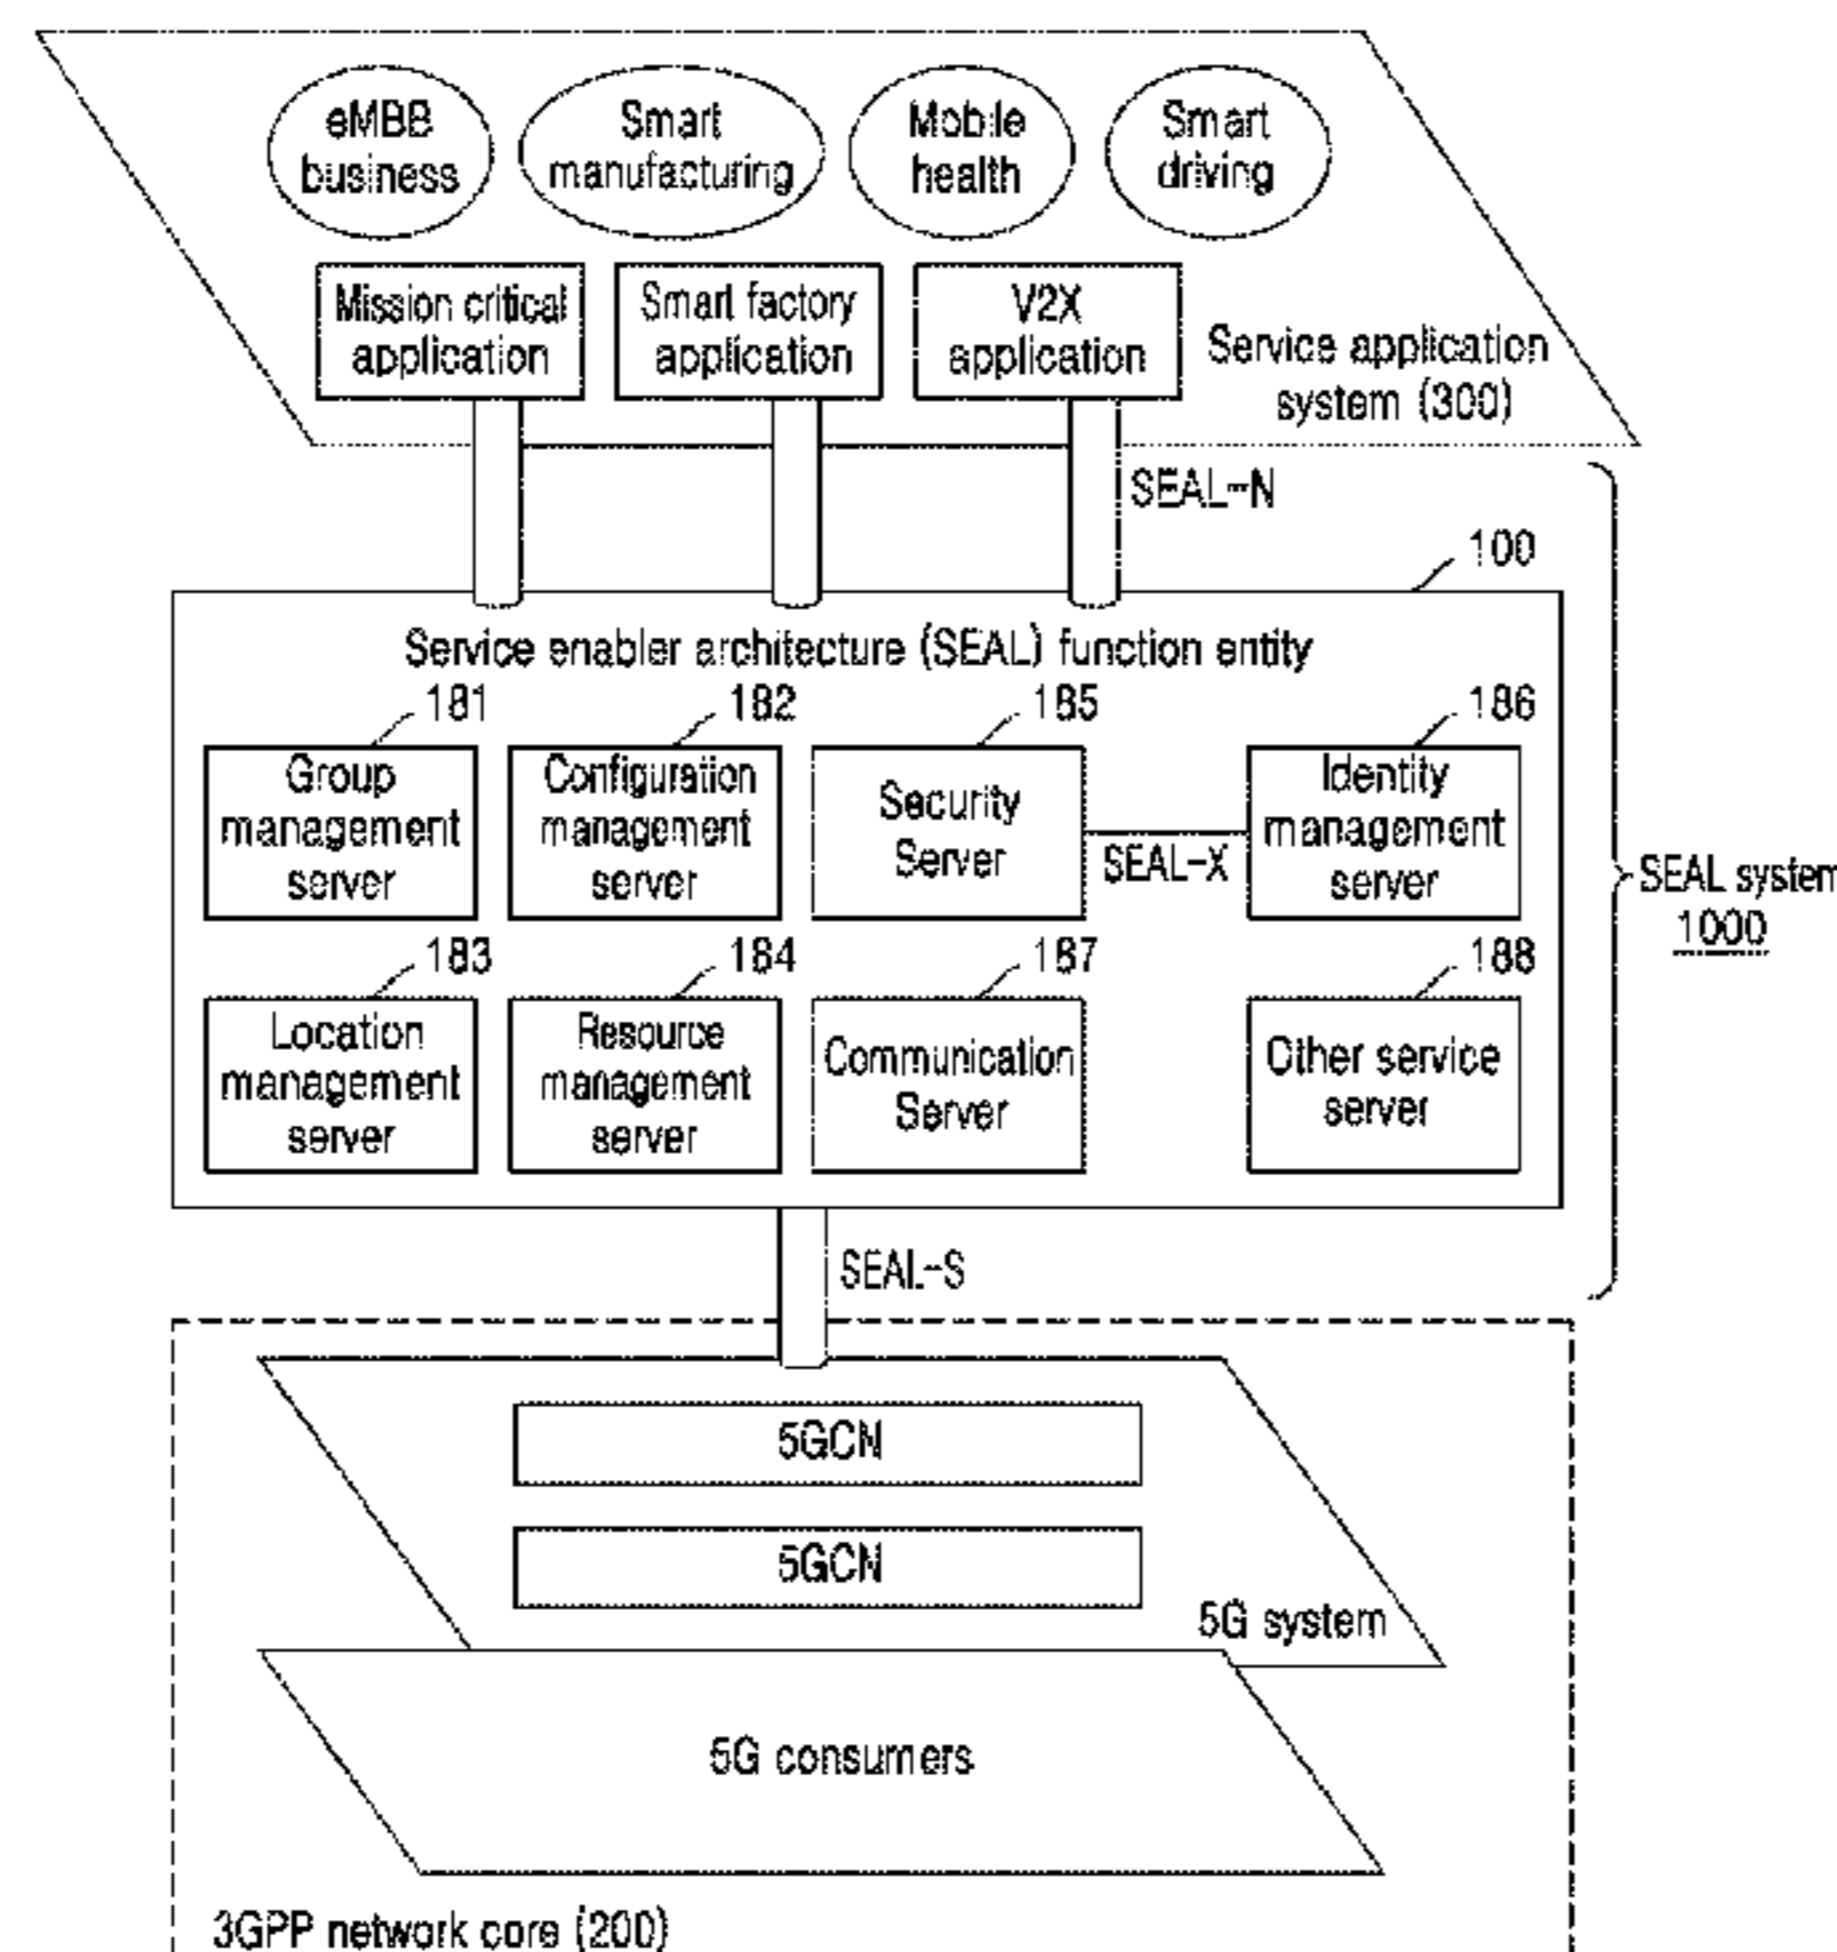 eMBB
business
Smart
manufacturing
Mobile
health
Smart
driving
Mission critical
application
Smart factory
application
V2X
application
Service application
system (300)
SEAL-N
100
Service enabler architecture (SEAL) function entity
181
182
185
186
Group
management
server
Configuration
management
server
Security
Server
SEAL-X
Identity
management
server
SEAL system
1000
183
184
187
188
Location
management
server
Resource
management
server
Communication
Server
Other service
server
SEAL-S
5GCN
5GCN
5G system
5G consumers
3GPP network core (200)